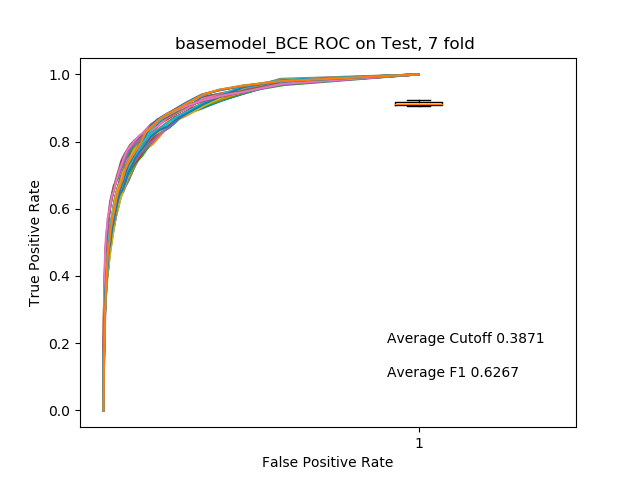 basemodel_BCE ROC on Test, 7 fold
1.0
0.8
0.6
0.4
0.2
0.0
True Positive Rate
Average Cutoff 0.3871
Average F1 0.6267
1
False Positive Rate